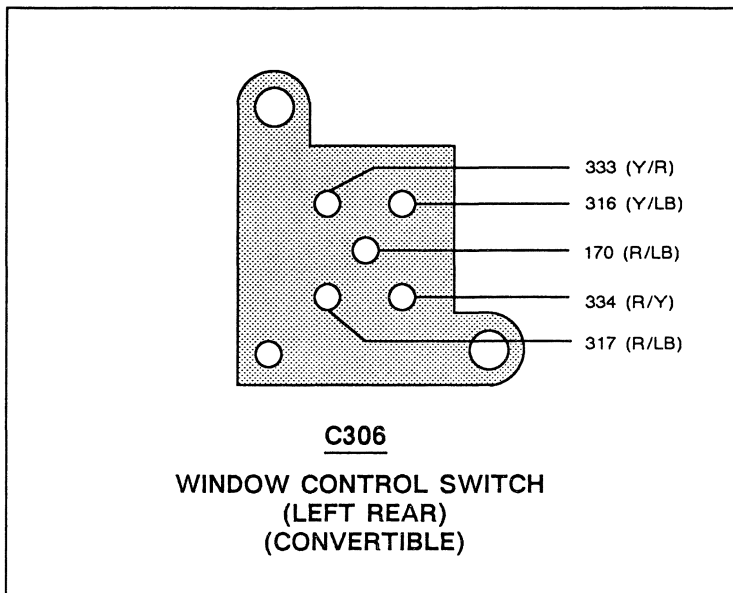 333 (Y/R)
316 (Y/LB)
170 (R/LB)
334 (R/Y)
317 (R/LB)
C306
WINDOW CONTROL SWITCH
(LEFT REAR)
(CONVERTIBLE)